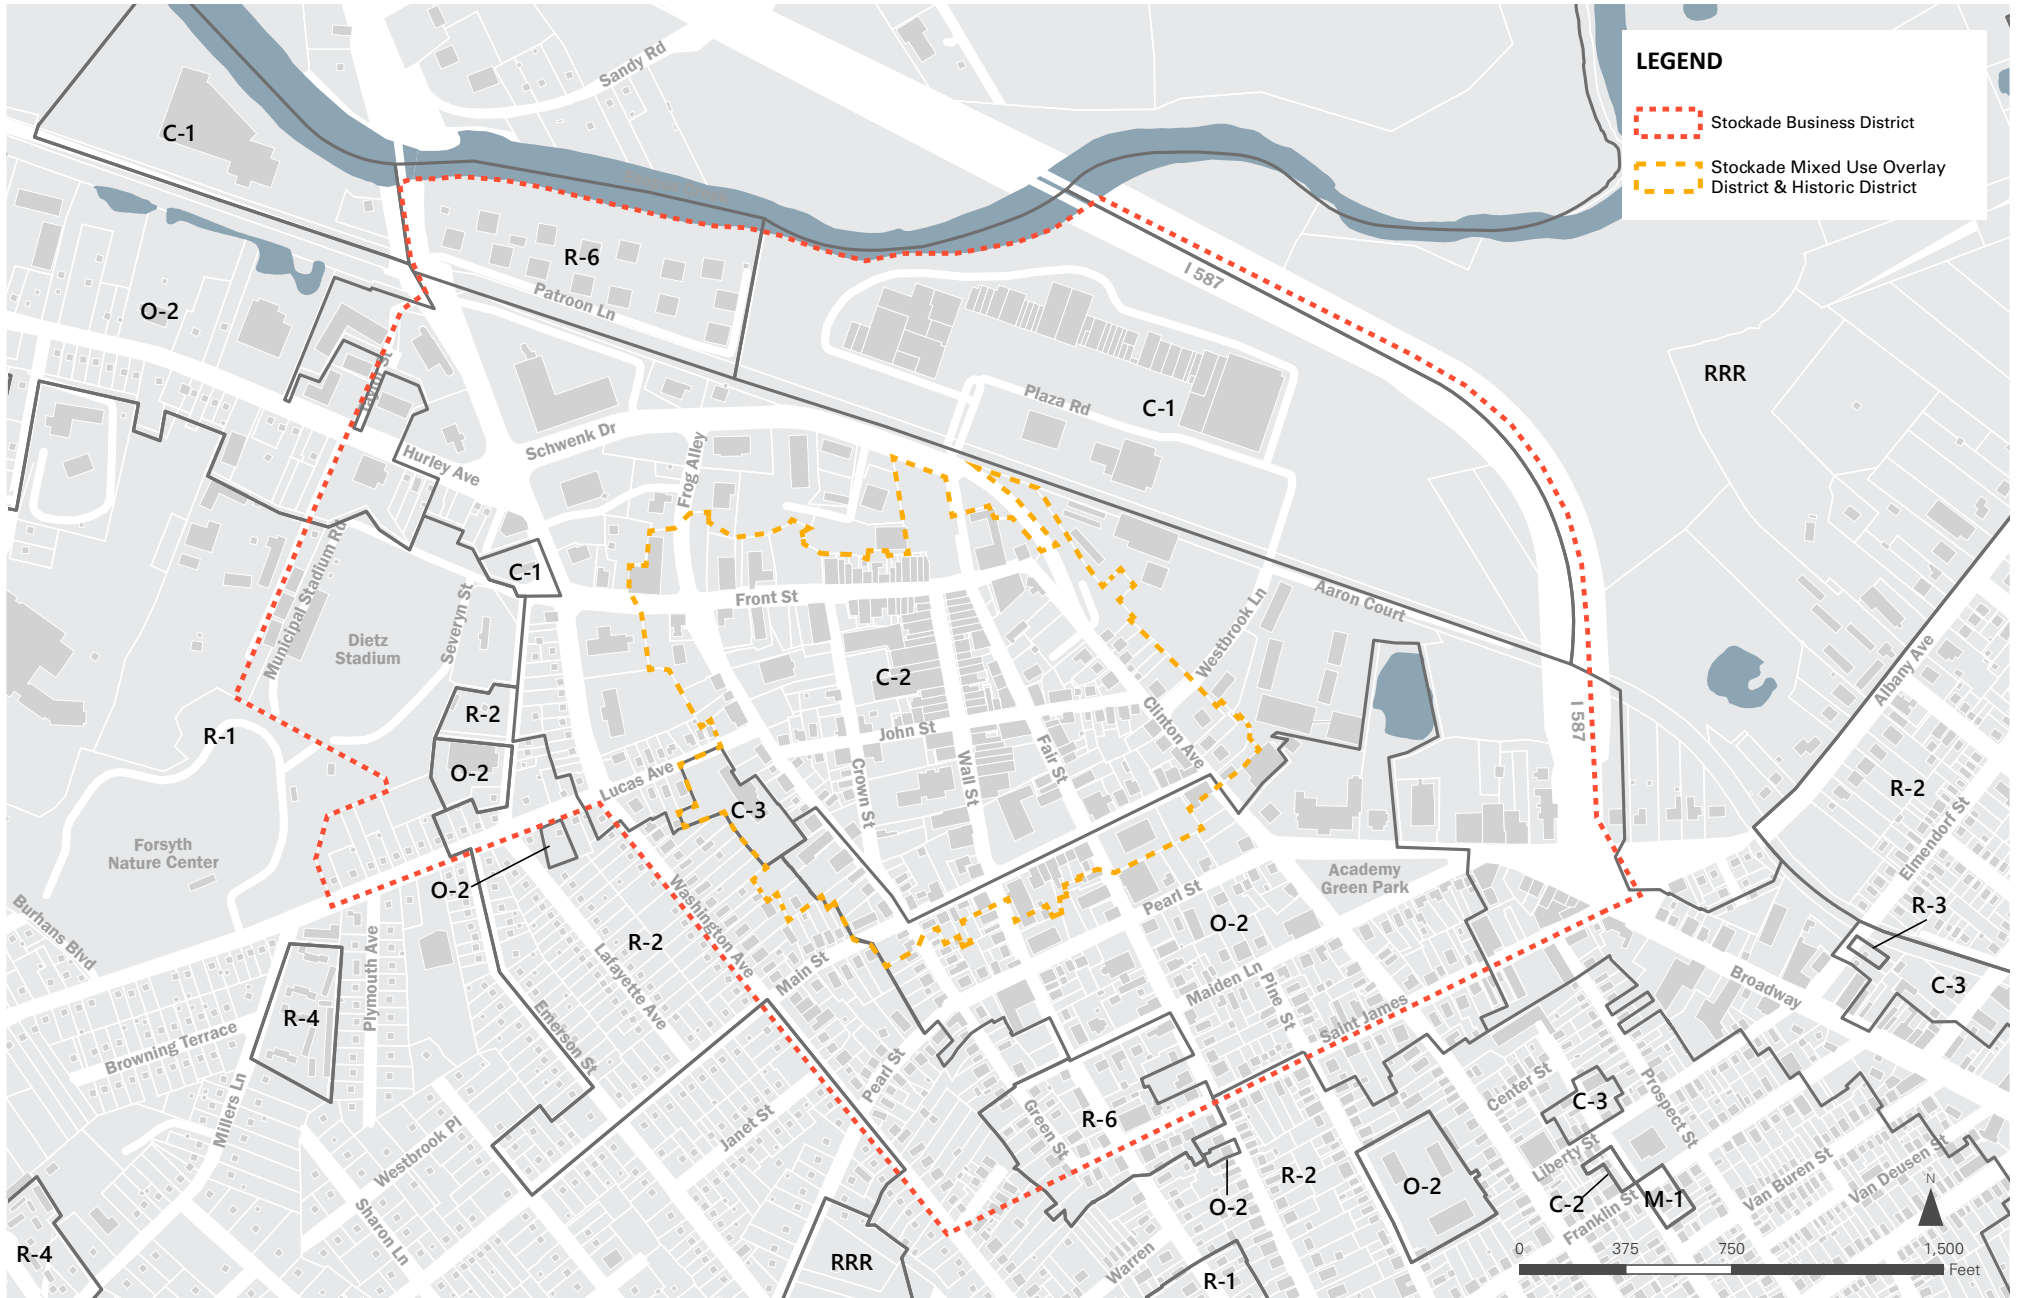 LEGEND
Stockade Business District
Stockade Mixed Use Overlay
District & Historic District
Sandy Rd
C-1
R-6
I 587
O-2
Patroon Ln
RRR
Taylor St
Plaza Rd
C-1
Schwenk Dr
Hurley Ave
Frog Alley
C-1
Municipal Stadium Rd
Front St
Aaron Court
Westbrook Ln
Severyn St
Dietz
Stadium
C-2
Albany Ave
R-2
R-1
John St
Clinton Ave
I 587
Fair St
O-2
Lucas Ave
Crown St
Wall St
R-2
C-3
Elmendorf St
Forsyth
Nature Center
Academy
Green Park
O-2
Pearl St
R-3
Burhans Blvd
Washington Ave
O-2
R-2
Plymouth Ave
Lafayette Ave
Main St
Maiden Ln
Pine St
Broadway
C-3
R-4
Saint James
Browning Terrace
Emerson St
Pearl St
Center St
C-3
Prospect St
Millers Ln
Janet St
Green St
R-6
Westbrook Pl
Liberty St
R-2
O-2
Van Buren St
Van Deusen St
O-2
C-2
M-1
Franklin St
Sharon Ln
R-4
RRR
Warren
R-1
N
0
375
750
1,500
Feet